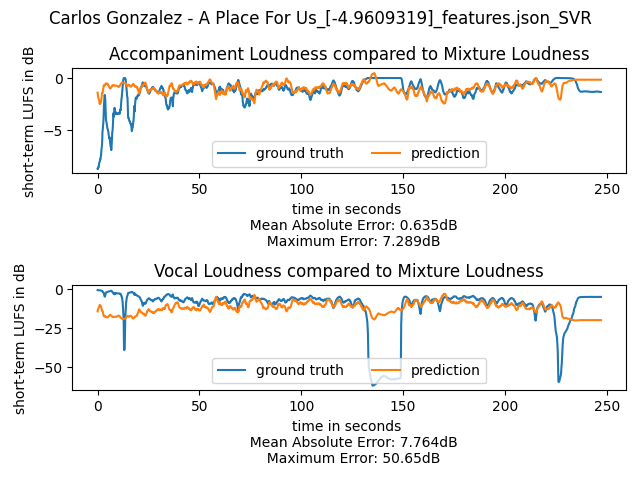 Carlos Gonzalez - A Place For Us_[-4.9609319]_features.json_SVR
Accompaniment Loudness compared to Mixture Loudness
short-term LUFS in dB
0
−5
ground truth
prediction
0
50
100
150
200
250
time in seconds
Mean Absolute Error: 0.635dB
Maximum Error: 7.289dB
Vocal Loudness compared to Mixture Loudness
short-term LUFS in dB
0
−25
−50
ground truth
prediction
0
50
100
150
200
250
time in seconds
Mean Absolute Error: 7.764dB
Maximum Error: 50.65dB